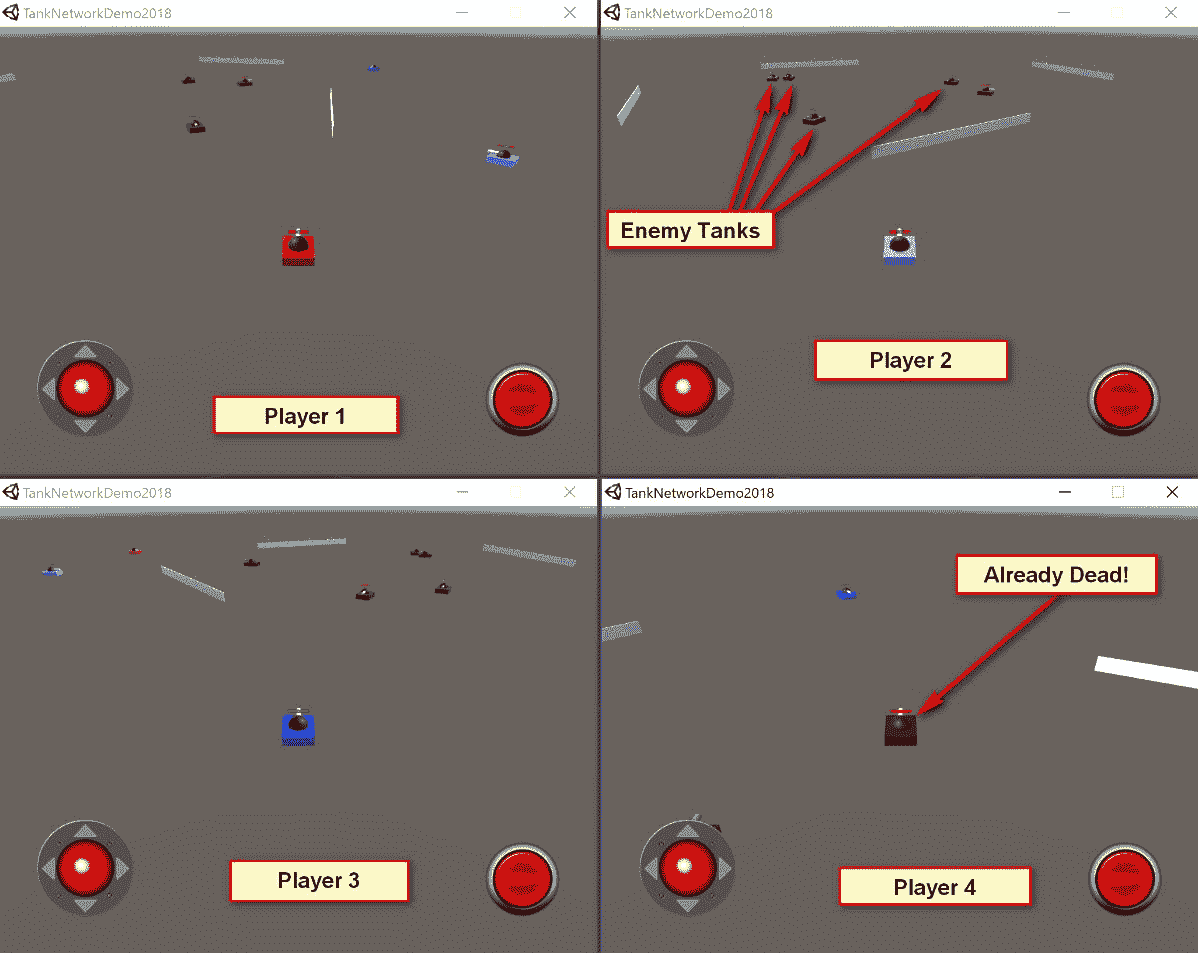 TankNetworkDemo2018
TankNetworkDemo2018
Enemy Tanks
Player 2
Player 1
TankNetworkDemo2018
TankNetworkDemo2018
Already Dead!
Player 3
Player 4